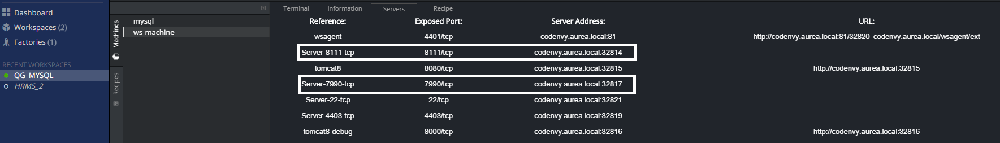 Dashboard
Workspaces (2)
Factories (1)
RECENT WORKSPACES
QG_MYSQL
HRMS_2
Machines
Recipes
mysql
ws-machine
Terminal Information Servers Recipe
Reference: Exposed Port: Server Address: URL:
wsagent 4401/tcp codenvy.aurea.local:81 http://codenvy.aurea.local:81/32820_codenvy.aurea.local/wsagent/ext
Server-8111-tcp 8111/tcp codenvy.aurea.local:32814
tomcat8 8080/tcp codenvy.aurea.local:32815 http://codenvy.aurea.local:32815
Server-7990-tcp 7990/tcp codenvy.aurea.local:32817
Server-22-tcp 22/tcp codenvy.aurea.local:32821
Server-4403-tcp 4403/tcp codenvy.aurea.local:32819
tomcat8-debug 8000/tcp codenvy.aurea.local:32816 http://codenvy.aurea.local:32816